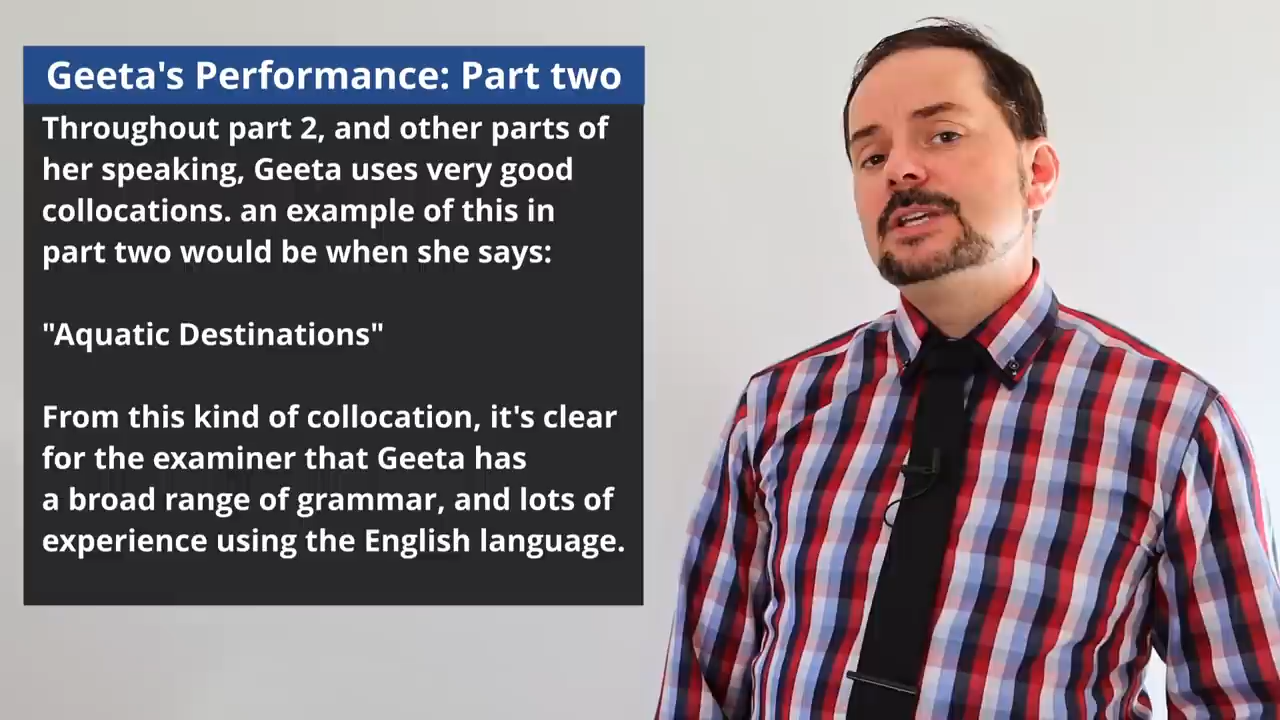 Geeta's Performance: Part two
Throughout part 2, and other parts of
her speaking, Geeta uses very good
collocations. an example of this in
part two would be when she says:
"Aquatic Destinations"
From this kind of collocation, it's clear
for the examiner that Geeta has
a broad range of grammar, and lots of
experience using the English language.